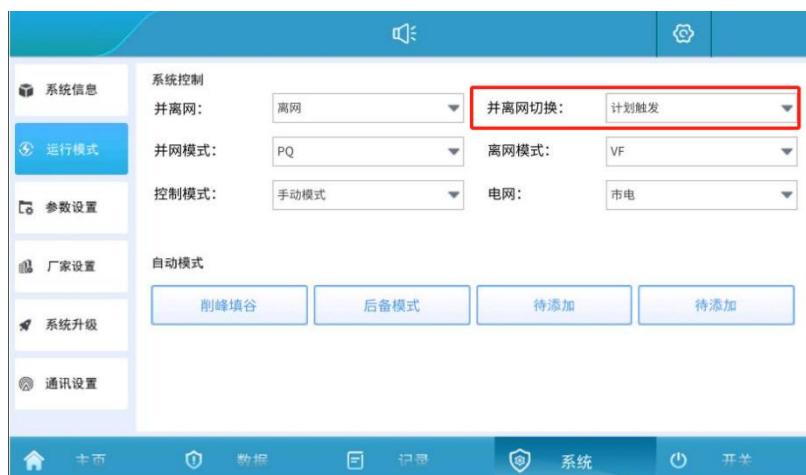 系统信息
运行模式
参数设置
厂家设置
系统升级
通讯设置
系统控制
并离网： 离网 并离网切换： 计划触发
并网模式： PQ 离网模式： VF
控制模式： 手动模式 电网： 市电
自动模式
削峰填谷 后备模式 待添加 待添加
主页 数据 记录 系统 开关